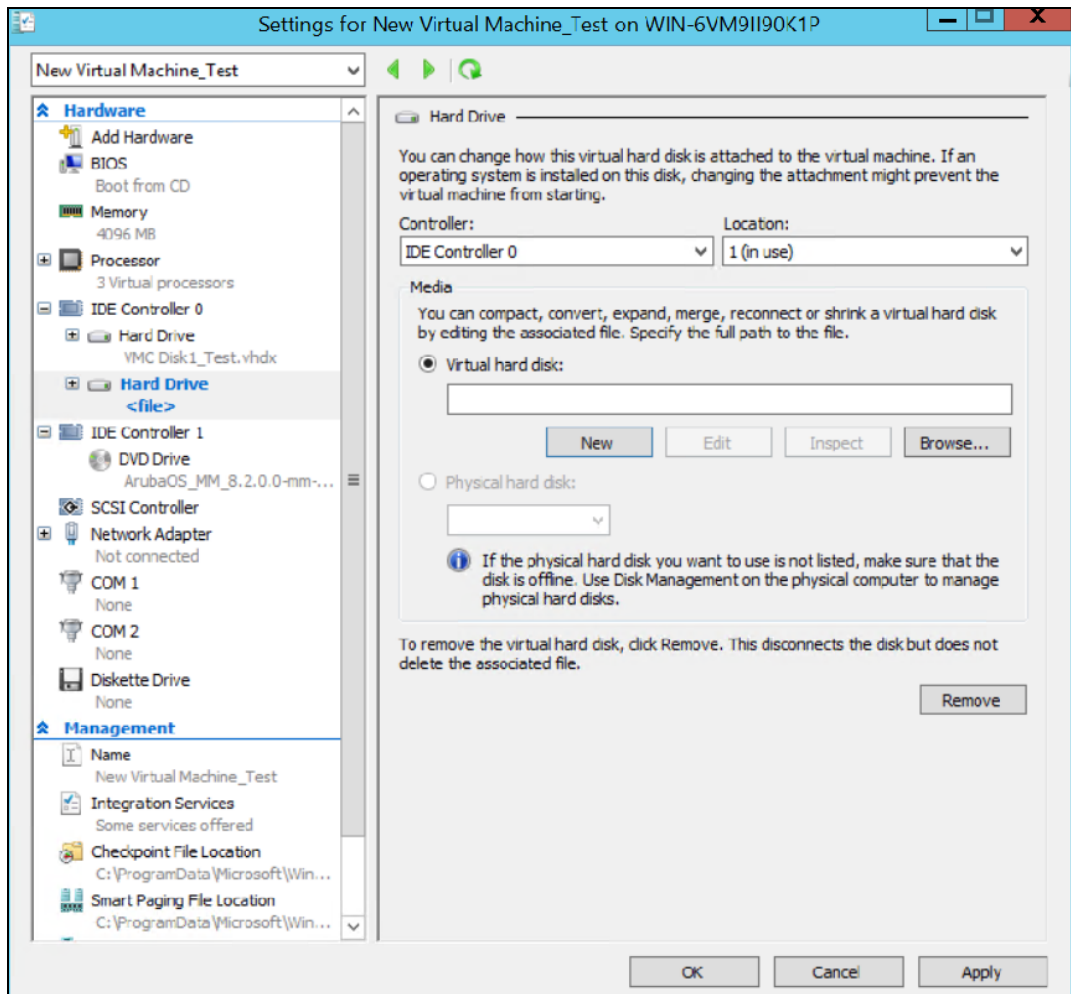 Settings for New Virtual Machine_Test on WIN-6VM9II90K1P
X
New Virtual Machine_Test
Hardware
Add Hardware
BIOS
Boot from CD
Memory
4096 MB
Processor
3 Virtual processors
IDE Controller 0
Hard Drive
VMC Disk1_Test.vhdx
Hard Drive
<file>
IDE Controller 1
DVD Drive
ArubaOS_MM_8.2.0.0-mm-...
SCSI Controller
Network Adapter
Not connected
COM 1
None
COM 2
None
Diskette Drive
None
Management
Name
New Virtual Machine_Test
Integration Services
Some services offered
Checkpoint File Location
C:\ProgramData\Microsoft\Win...
Smart Paging File Location
C:\ProgramData\Microsoft\Win...
Hard Drive
You can change how this virtual hard disk is attached to the virtual machine. If an
operating system is installed on this disk, changing the attachment might prevent the
virtual machine from starting.
Controller:
Location:
IDE Controller 0
1 (in use)
Media
You can compact, convert, expand, merge, reconnect or shrink a virtual hard disk
by editing the associated file. Specify the full path to the file.
Virtual hard disk:
New
Edit
Inspect
Browse...
Physical hard disk:
If the physical hard disk you want to use is not listed, make sure that the
disk is offline. Use Disk Management on the physical computer to manage
physical hard disks.
To remove the virtual hard disk, click Remove. This disconnects the disk but does not
delete the associated file.
Remove
OK
Cancel
Apply